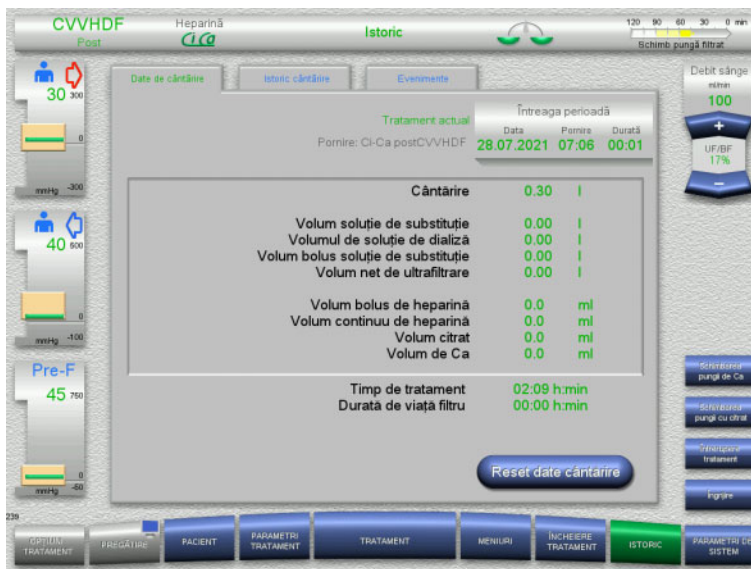 CVVHDF
Post
Heparină
CiCa
Istoric
120 90 60 30 0 min
Schimb pungă filtrat
30
300
0
mmHg -300
40
500
0
mmHg -100
Pre-F
45
750
0
mmHg -50
Date de cântărire
Istoric cântărire
Evenimente
Tratament actual
Pornire: CI-Ca postCVVHDF
Întreaga perioadă
Data Pornire Durată
28.07.2021 07:06 00:01
Cântărire 0.30 l
Volum soluție de substituție 0.00 l
Volumul de soluție de dializă 0.00 l
Volum bolus soluție de substituție 0.00 l
Volum net de ultrafiltrare 0.00 l
Volum bolus de heparină 0.0 ml
Volum continuu de heparină 0.0 ml
Volum citrat 0.0 ml
Volum de Ca 0.0 ml
Timp de tratament 02:09 h:min
Durată de viață filtru 00:00 h:min
Reset date cântărire
Debit sânge
ml/min
100
+
UF/BF
17%
−
Schimbarea
pungii de Ca
Schimbarea
pungii cu citrat
Întrerupere
tratament
Îngrijire
239
OPȚIUNI
TRATAMENT
PREGĂTIRE
PACIENT
PARAMETRI
TRATAMENT
TRATAMENT
MENIURI
ÎNCHEIERE
TRATAMENT
ISTORIC
PARAMETRI DE
SISTEM